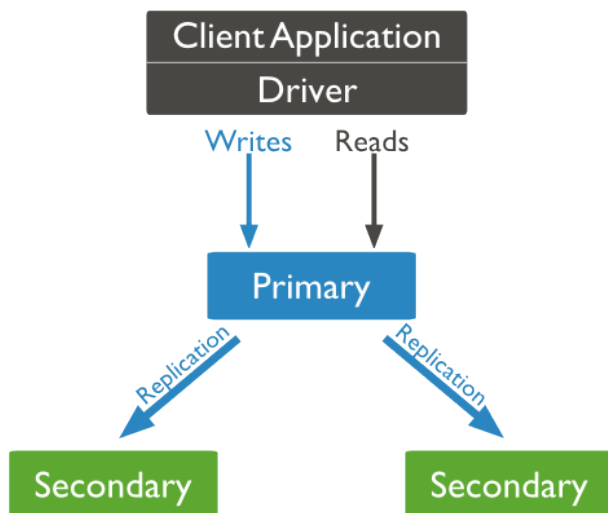 Client Application
Driver
Writes Reads
Primary
Replication Replication
Secondary Secondary